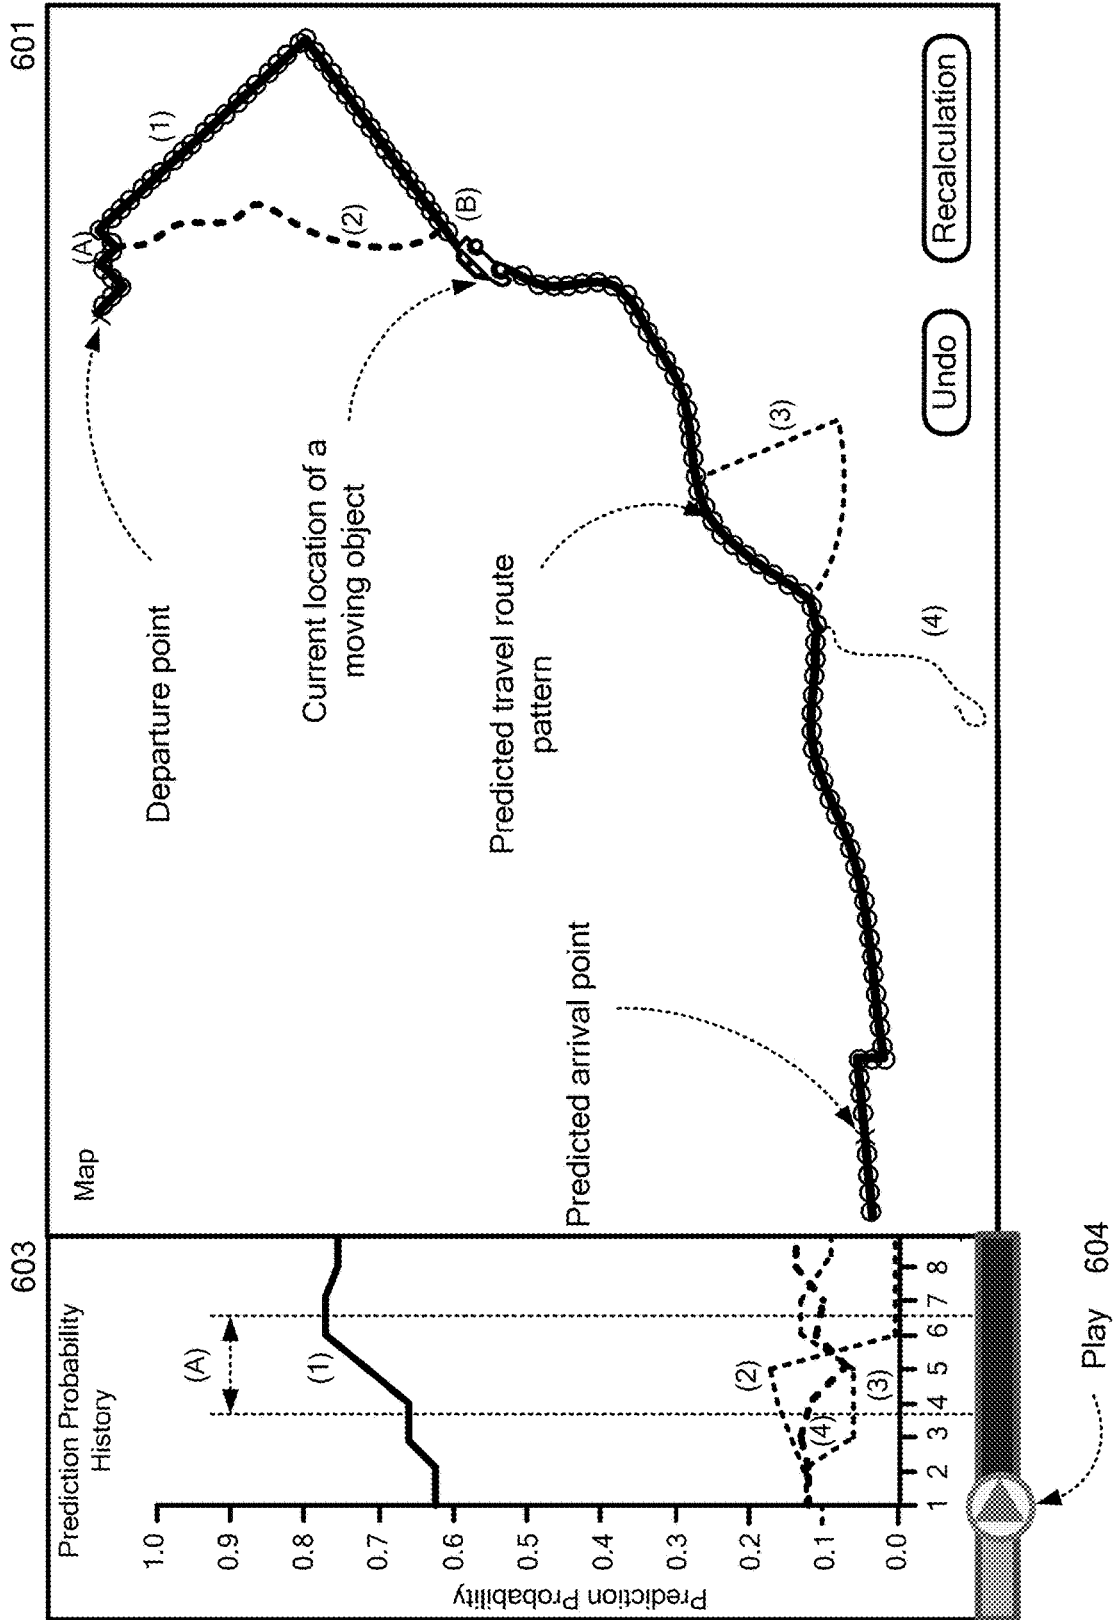 603
601
Prediction Probability
History
Map
(A)
(1)
(2)
(3)
(4)
1.0
0.9
0.8
0.7
0.6
0.5
0.4
0.3
0.2
0.1
0.0
Prediction Probability
1
2
3
4
5
6
7
8
Departure point
(A)
(1)
(2)
(B)
Current location of a
moving object
Predicted travel route
pattern
(3)
(4)
Predicted arrival point
Undo
Recalculation
Play
604